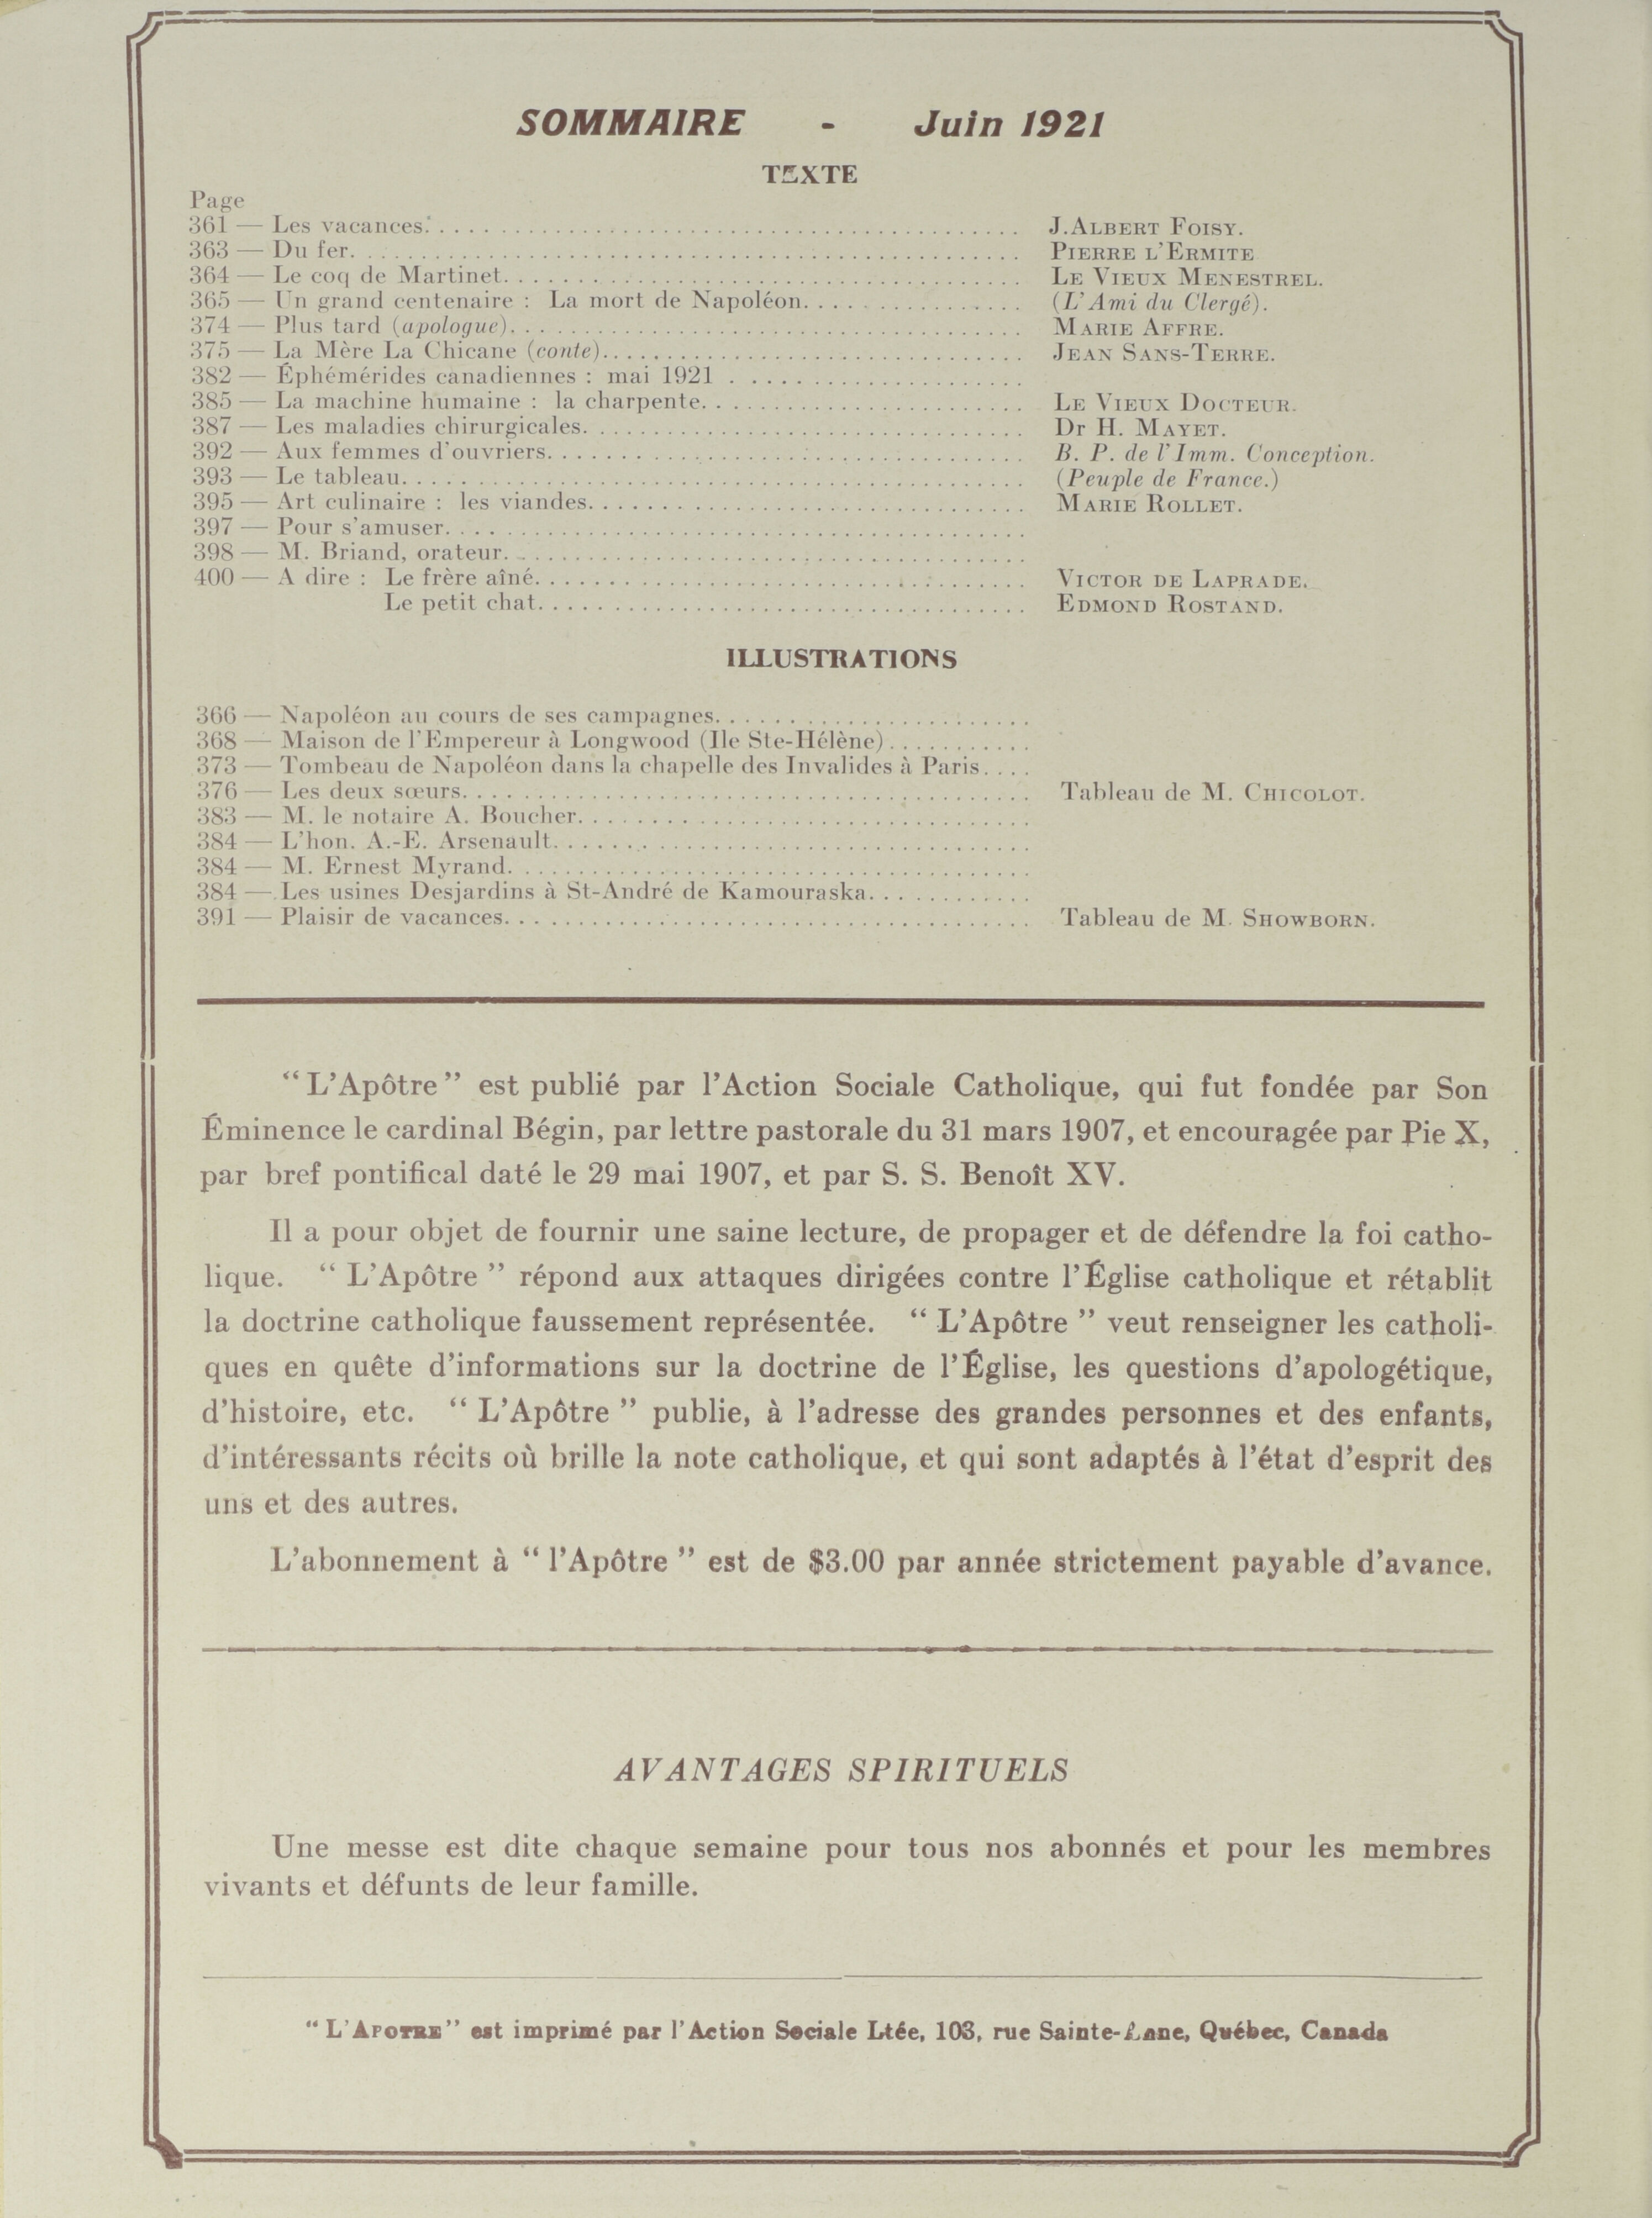 SOMMAIRE - Juin 1921
TEXTE
Page
361 — Les vacances. J. ALBERT FOISY.
363 — Du fer. PIERRE L'ERMITE
364 — Le coq de Martinet. LE VIEUX MENESTREL.
365 — Un grand centenaire : La mort de Napoléon. (L'Ami du Clergé).
374 — Plus tard (apologue). MARIE AFFRE.
375 — La Mère La Chicane (conte). JEAN SANS-TERRE.
382 — Éphémérides canadiennes : mai 1921
385 — La machine humaine : la charpente. LE VIEUX DOCTEUR.
387 — Les maladies chirurgicales. Dr H. MAYET.
392 — Aux femmes d'ouvriers. B. P. de l'Imm. Conception.
393 — Le tableau. (Peuple de France.)
395 — Art culinaire : les viandes. MARIE ROLLET.
397 — Pour s'amuser.
398 — M. Briand, orateur.
400 — A dire : Le frère aîné. VICTOR DE LAPRADE.
Le petit chat. EDMOND ROSTAND.
ILLUSTRATIONS
366 — Napoléon au cours de ses campagnes.
368 — Maison de l'Empereur à Longwood (Ile Ste-Hélène)
373 — Tombeau de Napoléon dans la chapelle des Invalides à Paris.
376 — Les deux sœurs. Tableau de M. CHICOLOT.
383 — M. le notaire A. Boucher.
384 — L'hon. A.-E. Arsenault.
384 — M. Ernest Myrand.
384 — Les usines Desjardins à St-André de Kamouraska.
391 — Plaisir de vacances. Tableau de M. SHOWBORN.
“L'Apôtre” est publié par l'Action Sociale Catholique, qui fut fondée par Son
Éminence le cardinal Bégin, par lettre pastorale du 31 mars 1907, et encouragée par Pie X,
par bref pontifical daté le 29 mai 1907, et par S. S. Benoît XV.
Il a pour objet de fournir une saine lecture, de propager et de défendre la foi catho-
lique. “ L'Apôtre ” répond aux attaques dirigées contre l'Église catholique et rétablit
la doctrine catholique faussement représentée. “ L'Apôtre ” veut renseigner les catholi-
ques en quête d'informations sur la doctrine de l'Église, les questions d'apologétique,
d'histoire, etc. “ L'Apôtre ” publie, à l'adresse des grandes personnes et des enfants,
d'intéressants récits où brille la note catholique, et qui sont adaptés à l'état d'esprit des
uns et des autres.
L'abonnement à “ l'Apôtre ” est de $3.00 par année strictement payable d'avance.
AVANTAGES SPIRITUELS
Une messe est dite chaque semaine pour tous nos abonnés et pour les membres
vivants et défunts de leur famille.
“L'APOTRE” est imprimé par l'Action Sociale Ltée, 103, rue Sainte-Anne, Québec, Canada